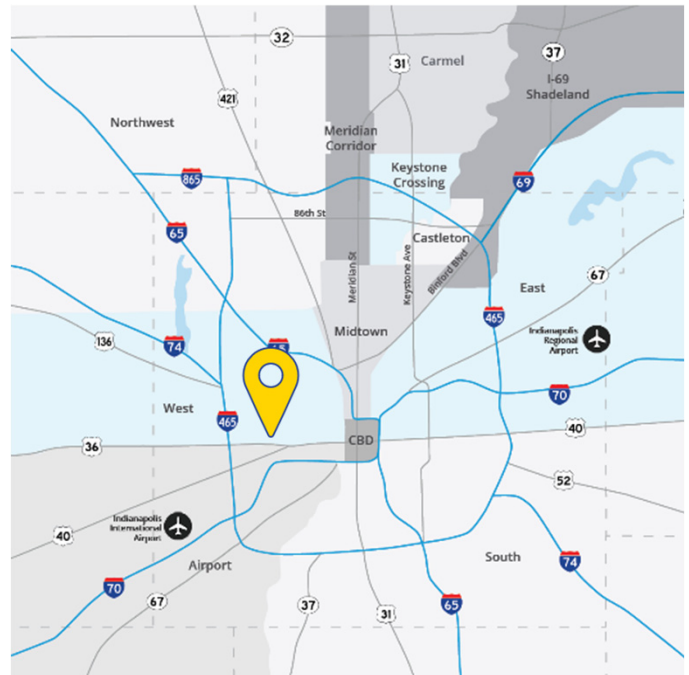 32
31
Carmel
37
I-69
Shadeland
421
Northwest
Meridian
Corridor
Keystone
Crossing
865
69
86th St
65
Castleton
Meridian St
Keystone Ave
Binford Blvd
67
East
465
74
136
Midtown
Indianapolis
Regional
Airport
70
West
465
CBD
40
36
52
40
Indianapolis
International
Airport
Airport
South
74
70
67
37
31
65